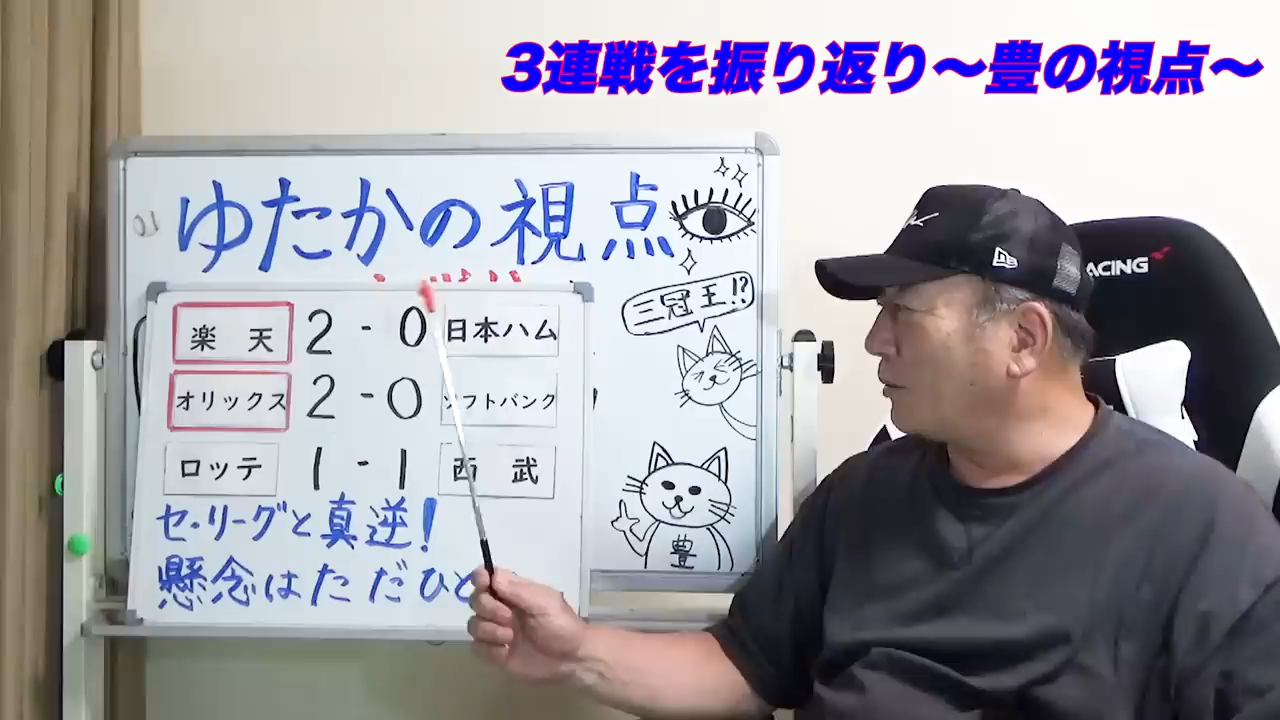 3連戦を振り返り〜豊の視点〜
ゆたかの視点
三冠王!?
楽天 2 - 0 日本ハム
オリックス 2 - 0 ソフトバンク
ロッテ 1 - 1 西武
セ・リーグと真逆!
懸念はただひと
豊
ACING